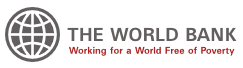 THE WORLD BANK
Working for a World Free of Poverty